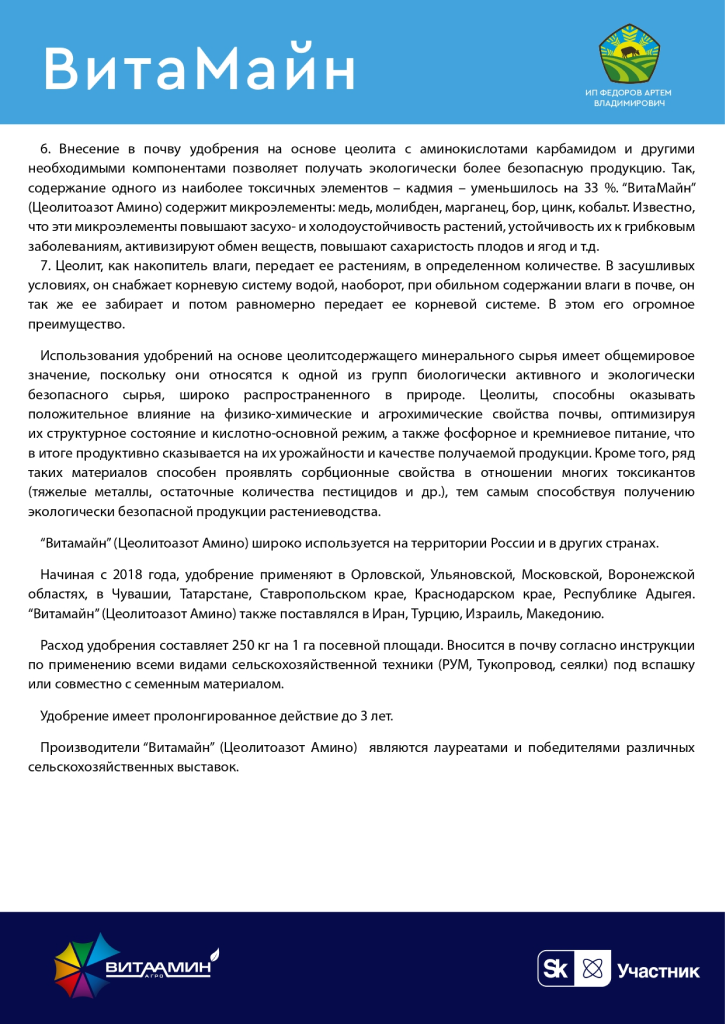 ВитаМайн
ИП ФЕДОРОВ АРТЕМ
ВЛАДИМИРОВИЧ
6. Внесение в почву удобрения на основе цеолита с аминокислотами карбамидом и другими
необходимыми компонентами позволяет получать экологически более безопасную продукцию. Так,
содержание одного из наиболее токсичных элементов – кадмия – уменьшилось на 33 %. “ВитаМайн”
(Цеолитоазот Амино) содержит микроэлементы: медь, молибден, марганец, бор, цинк, кобальт. Известно,
что эти микроэлементы повышают засухо- и холодоустойчивость растений, устойчивость их к грибковым
заболеваниям, активизируют обмен веществ, повышают сахаристость плодов и ягод и т.д.
7. Цеолит, как накопитель влаги, передает ее растениям, в определенном количестве. В засушливых
условиях, он снабжает корневую систему водой, наоборот, при обильном содержании влаги в почве, он
так же ее забирает и потом равномерно передает ее корневой системе. В этом его огромное
преимущество.
Использования удобрений на основе цеолитсодержащего минерального сырья имеет общемировое
значение, поскольку они относятся к одной из групп биологически активного и экологически
безопасного сырья, широко распространенного в природе. Цеолиты, способны оказывать
положительное влияние на физико-химические и агрохимические свойства почвы, оптимизируя
их структурное состояние и кислотно-основной режим, а также фосфорное и кремниевое питание, что
в итоге продуктивно сказывается на их урожайности и качестве получаемой продукции. Кроме того, ряд
таких материалов способен проявлять сорбционные свойства в отношении многих токсикантов
(тяжелые металлы, остаточные количества пестицидов и др.), тем самым способствуя получению
экологически безопасной продукции растениеводства.
“Витамайн” (Цеолитоазот Амино) широко используется на территории России и в других странах.
Начиная с 2018 года, удобрение применяют в Орловской, Ульяновской, Московской, Воронежской
областях, в Чувашии, Татарстане, Ставропольском крае, Краснодарском крае, Республике Адыгея.
“Витамайн” (Цеолитоазот Амино) также поставлялся в Иран, Турцию, Израиль, Македонию.
Расход удобрения составляет 250 кг на 1 га посевной площади. Вносится в почву согласно инструкции
по применению всеми видами сельскохозяйственной техники (РУМ, Тукопровод, сеялки) под вспашку
или совместно с семенным материалом.
Удобрение имеет пролонгированное действие до 3 лет.
Производители “Витамайн” (Цеолитоазот Амино) являются лауреатами и победителями различных
сельскохозяйственных выставок.
ВИТААМИН
АГРО
Sk Участник